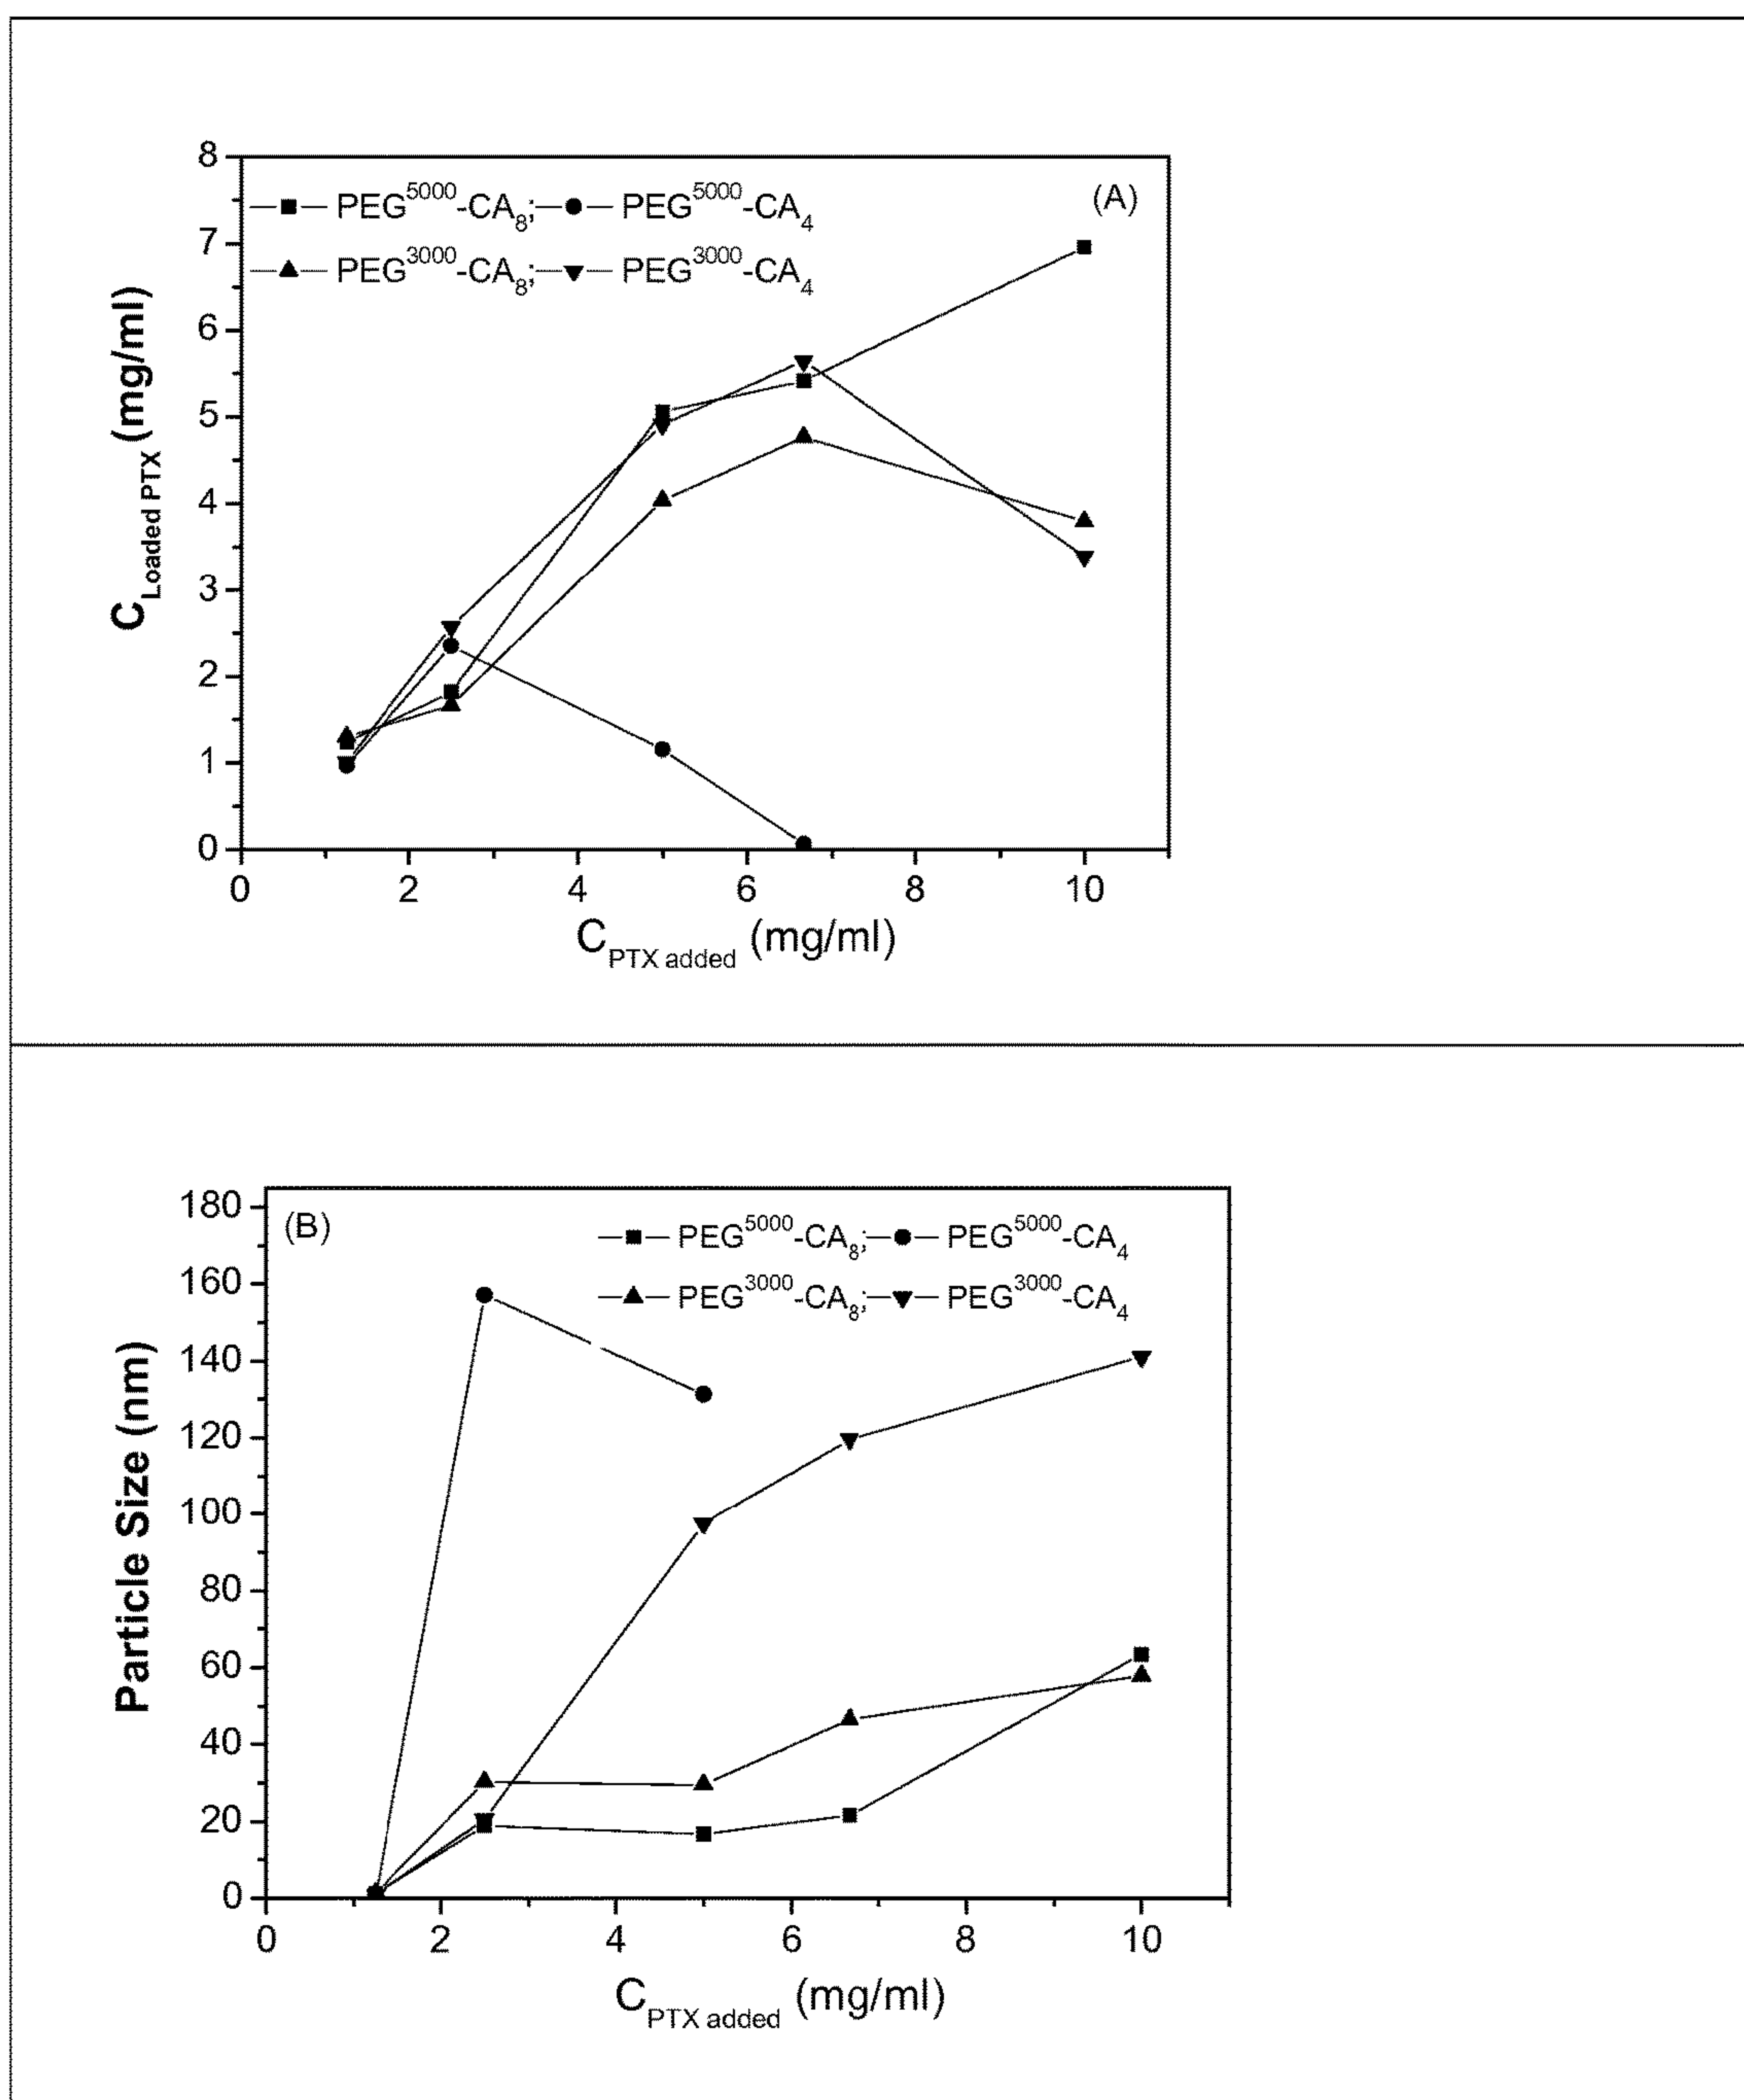 8
(A)
PEG5000-CA8; PEG5000-CA4
7
PEG3000-CA8; PEG3000-CA4
6
5
4
3
2
1
0
0 2 4 6 8 10
CLoaded PTX (mg/ml)
CPTX added (mg/ml)
180
(B)
PEG5000-CA8; PEG5000-CA4
160
PEG3000-CA8; PEG3000-CA4
140
120
100
80
60
40
20
0
0 2 4 6 8 10
Particle Size (nm)
CPTX added (mg/ml)